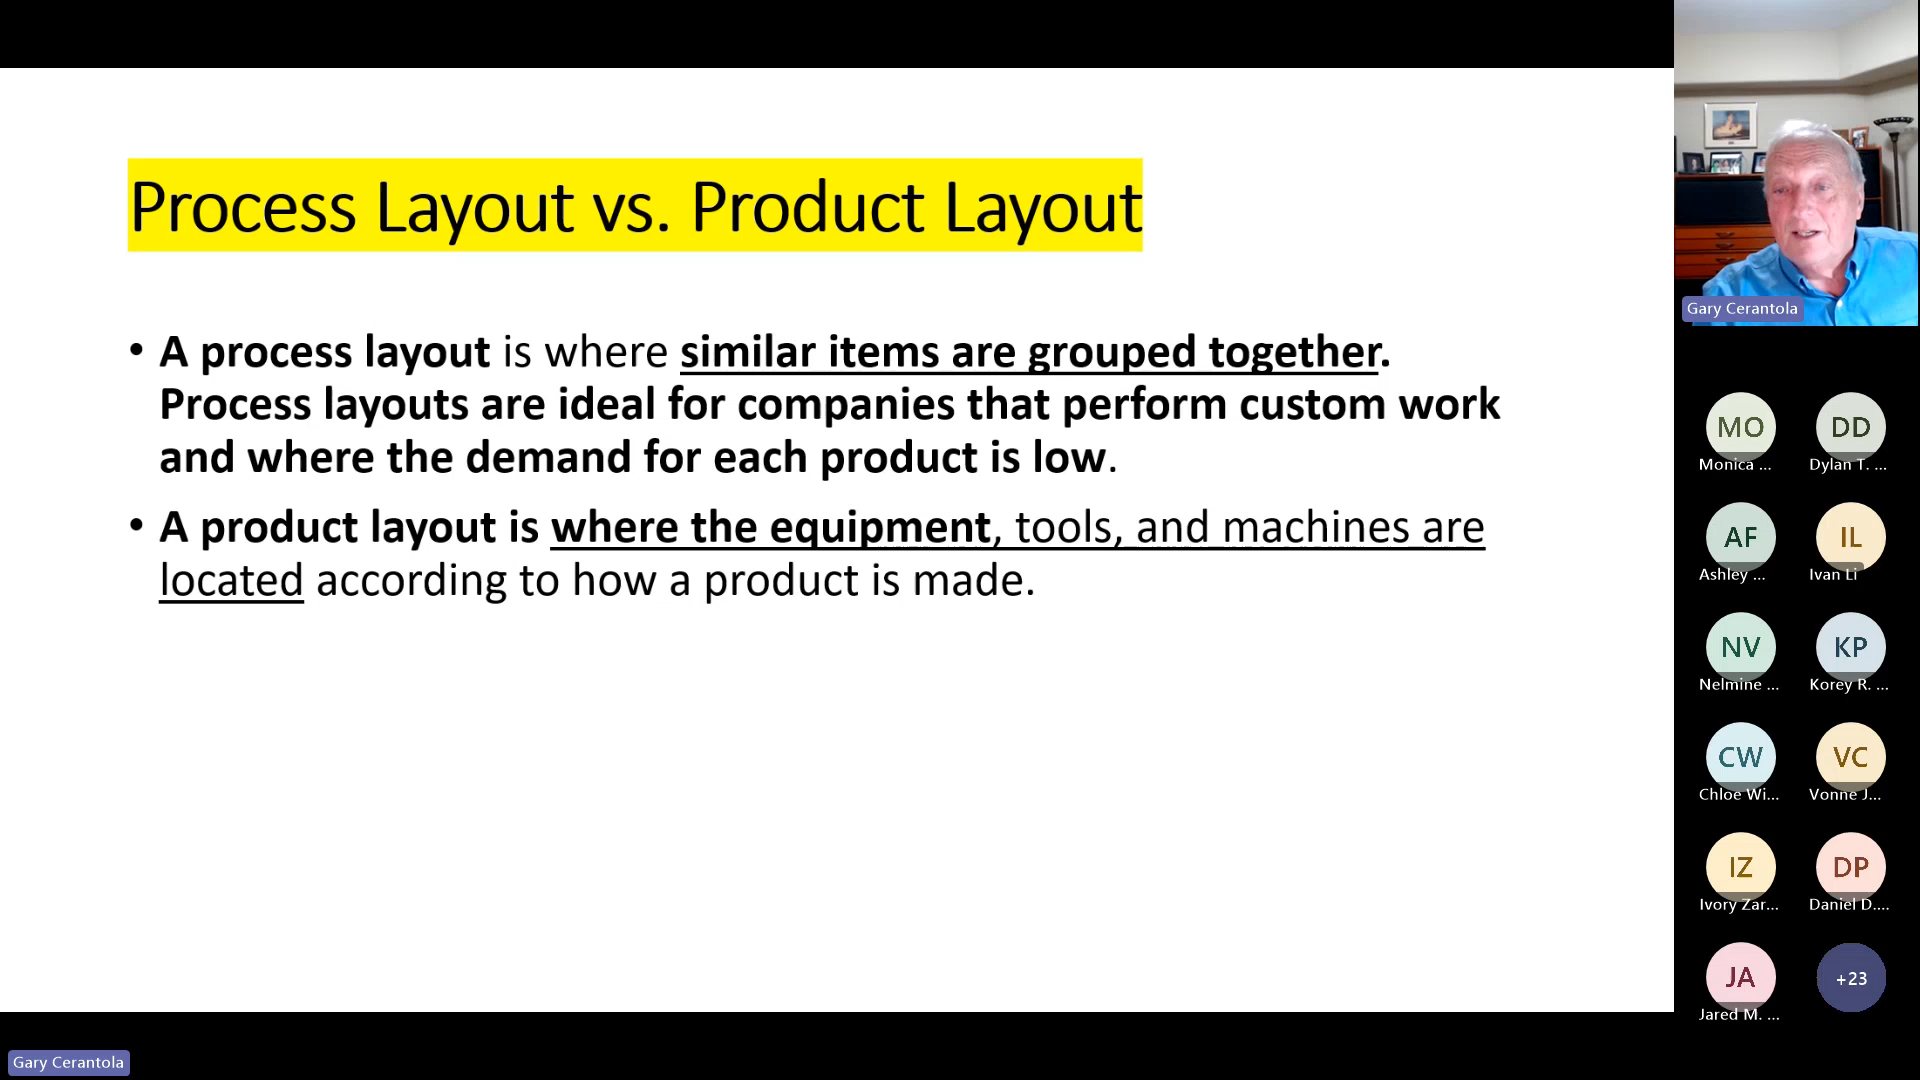 Process Layout vs. Product Layout
• A process layout is where similar items are grouped together.
Process layouts are ideal for companies that perform custom work
and where the demand for each product is low.
• A product layout is where the equipment, tools, and machines are
located according to how a product is made.
Gary Cerantola
MO
Monica ...
DD
Dylan T. ...
AF
Ashley ...
IL
Ivan Li
NV
Nelmine ...
KP
Korey R. ...
CW
Chloe Wi...
VC
Vonne J...
IZ
Ivory Zar...
DP
Daniel D....
JA
Jared M. ...
+23
Gary Cerantola